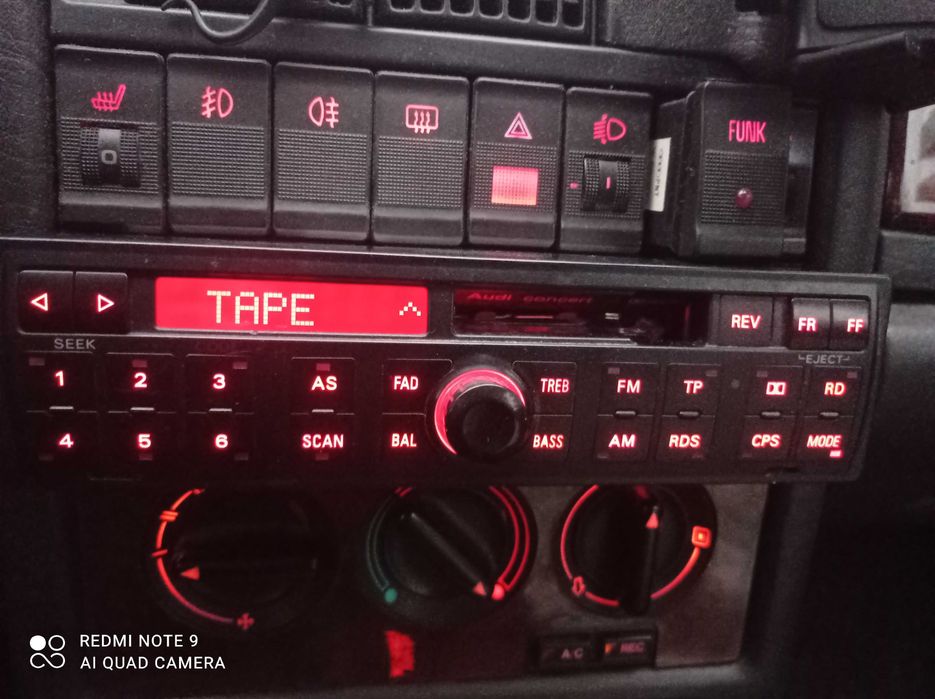 0
FUNK
TAPE
Audi concert
REV
FR
FF
SEEK
EJECT
1
2
3
AS
FAD
TREB
FM
TP
RD
4
5
6
SCAN
BAL
BASS
AM
RDS
CPS
MODE
A/C
REC
REDMI NOTE 9
AI QUAD CAMERA